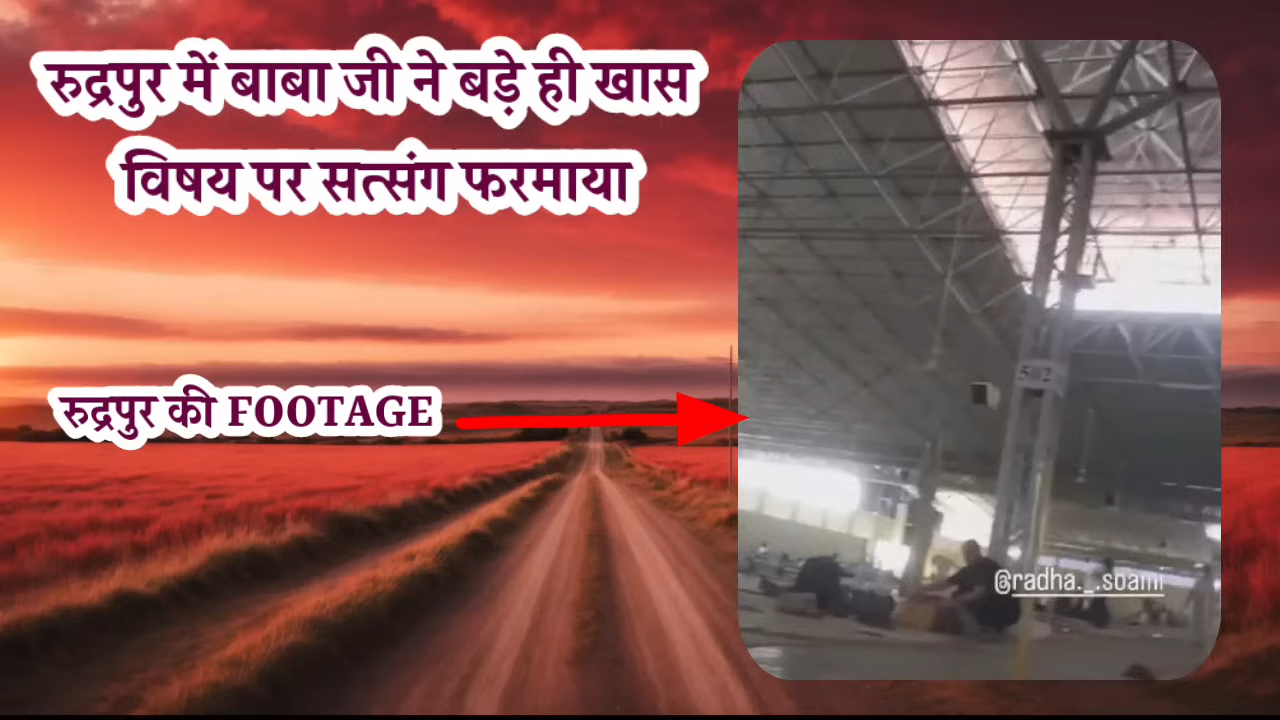 रुद्रपुर में बाबा जी ने बड़े ही खास
विषय पर सत्संग फरमाया
रुद्रपुर की FOOTAGE
@radha._.soami